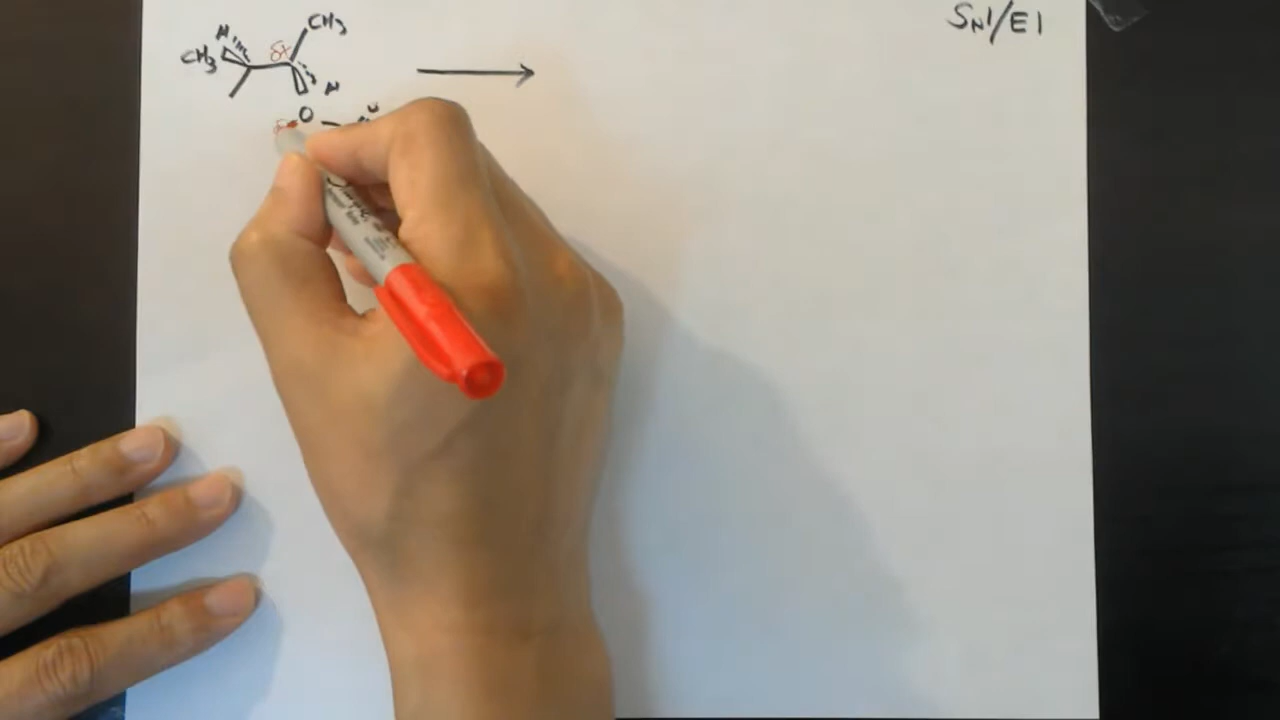 SN1/E1
CH3
H
CH3
δ+
H
O
δ-